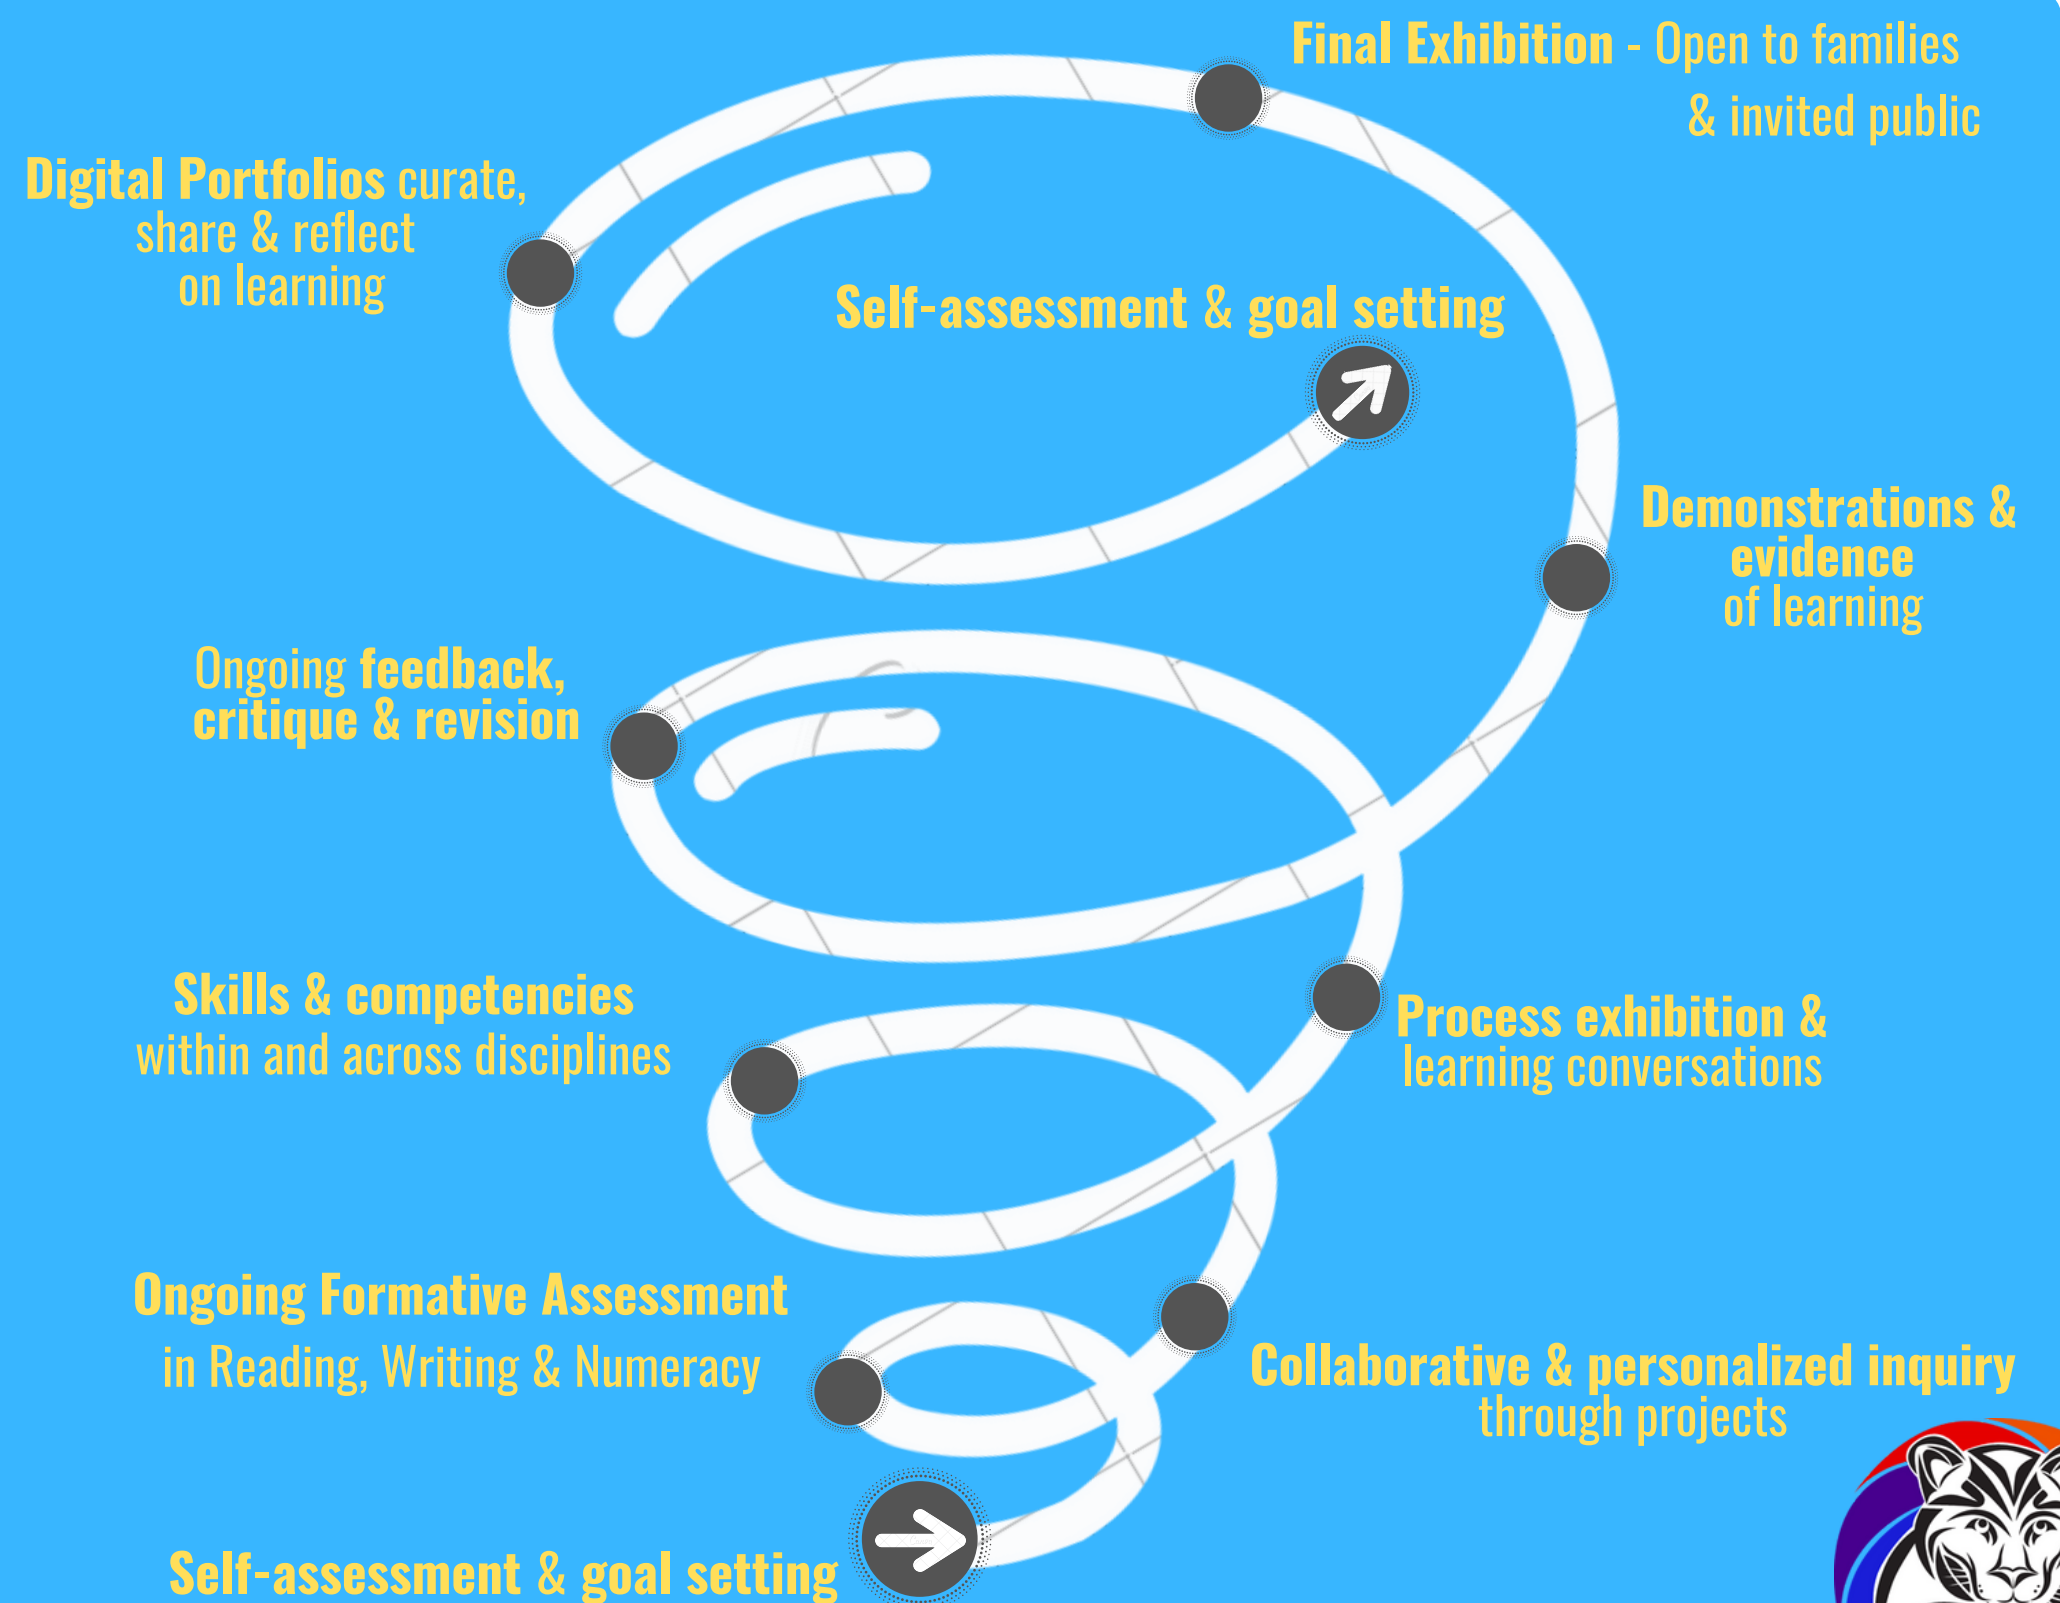 Final Exhibition - Open to families
& invited public
Digital Portfolios curate,
share & reflect
on learning
Self-assessment & goal setting
Demonstrations &
evidence
of learning
Ongoing feedback,
critique & revision
Skills & competencies
within and across disciplines
Process exhibition &
learning conversations
Ongoing Formative Assessment
in Reading, Writing & Numeracy
Collaborative & personalized inquiry
through projects
Self-assessment & goal setting